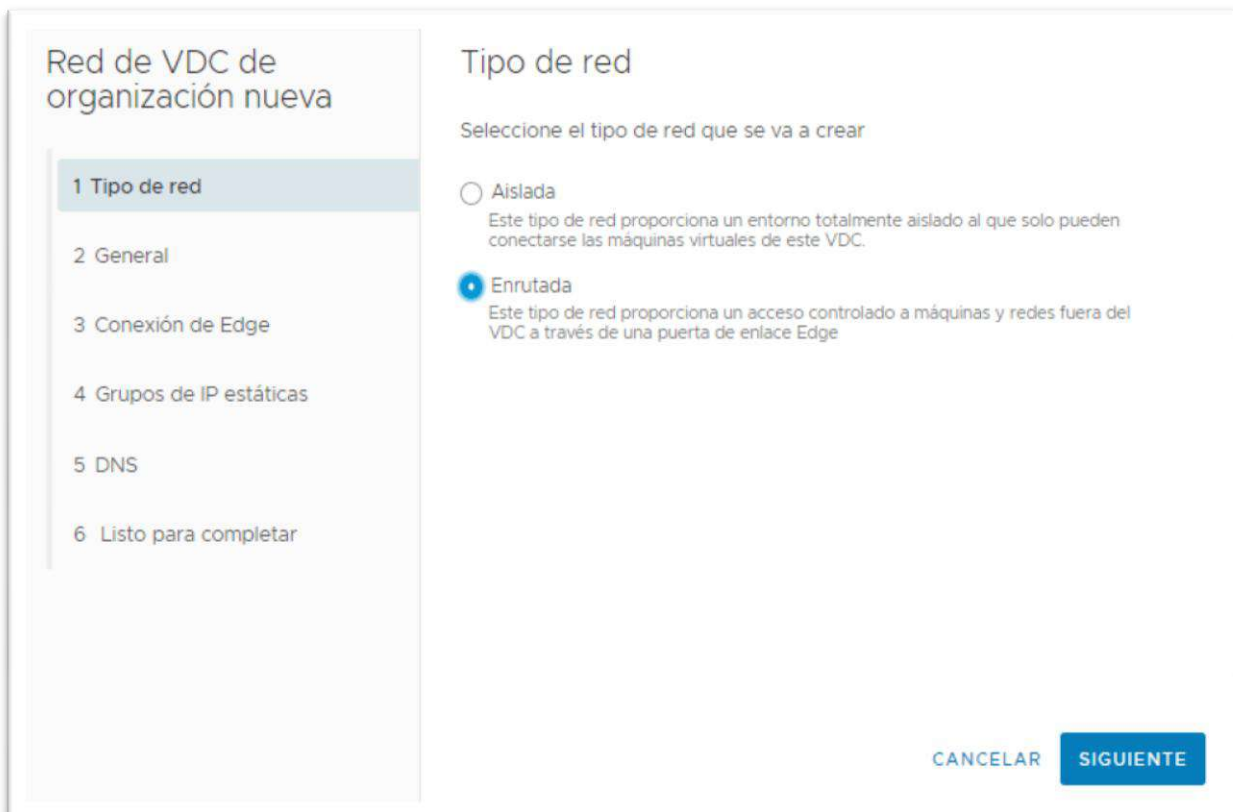 Red de VDC de
organización nueva
1 Tipo de red
2 General
3 Conexión de Edge
4 Grupos de IP estáticas
5 DNS
6 Listo para completar
Tipo de red
Seleccione el tipo de red que se va a crear
Aislada
Este tipo de red proporciona un entorno totalmente aislado al que solo pueden
conectarse las máquinas virtuales de este VDC.
Enrutada
Este tipo de red proporciona un acceso controlado a máquinas y redes fuera del
VDC a través de una puerta de enlace Edge
CANCELAR
SIGUIENTE